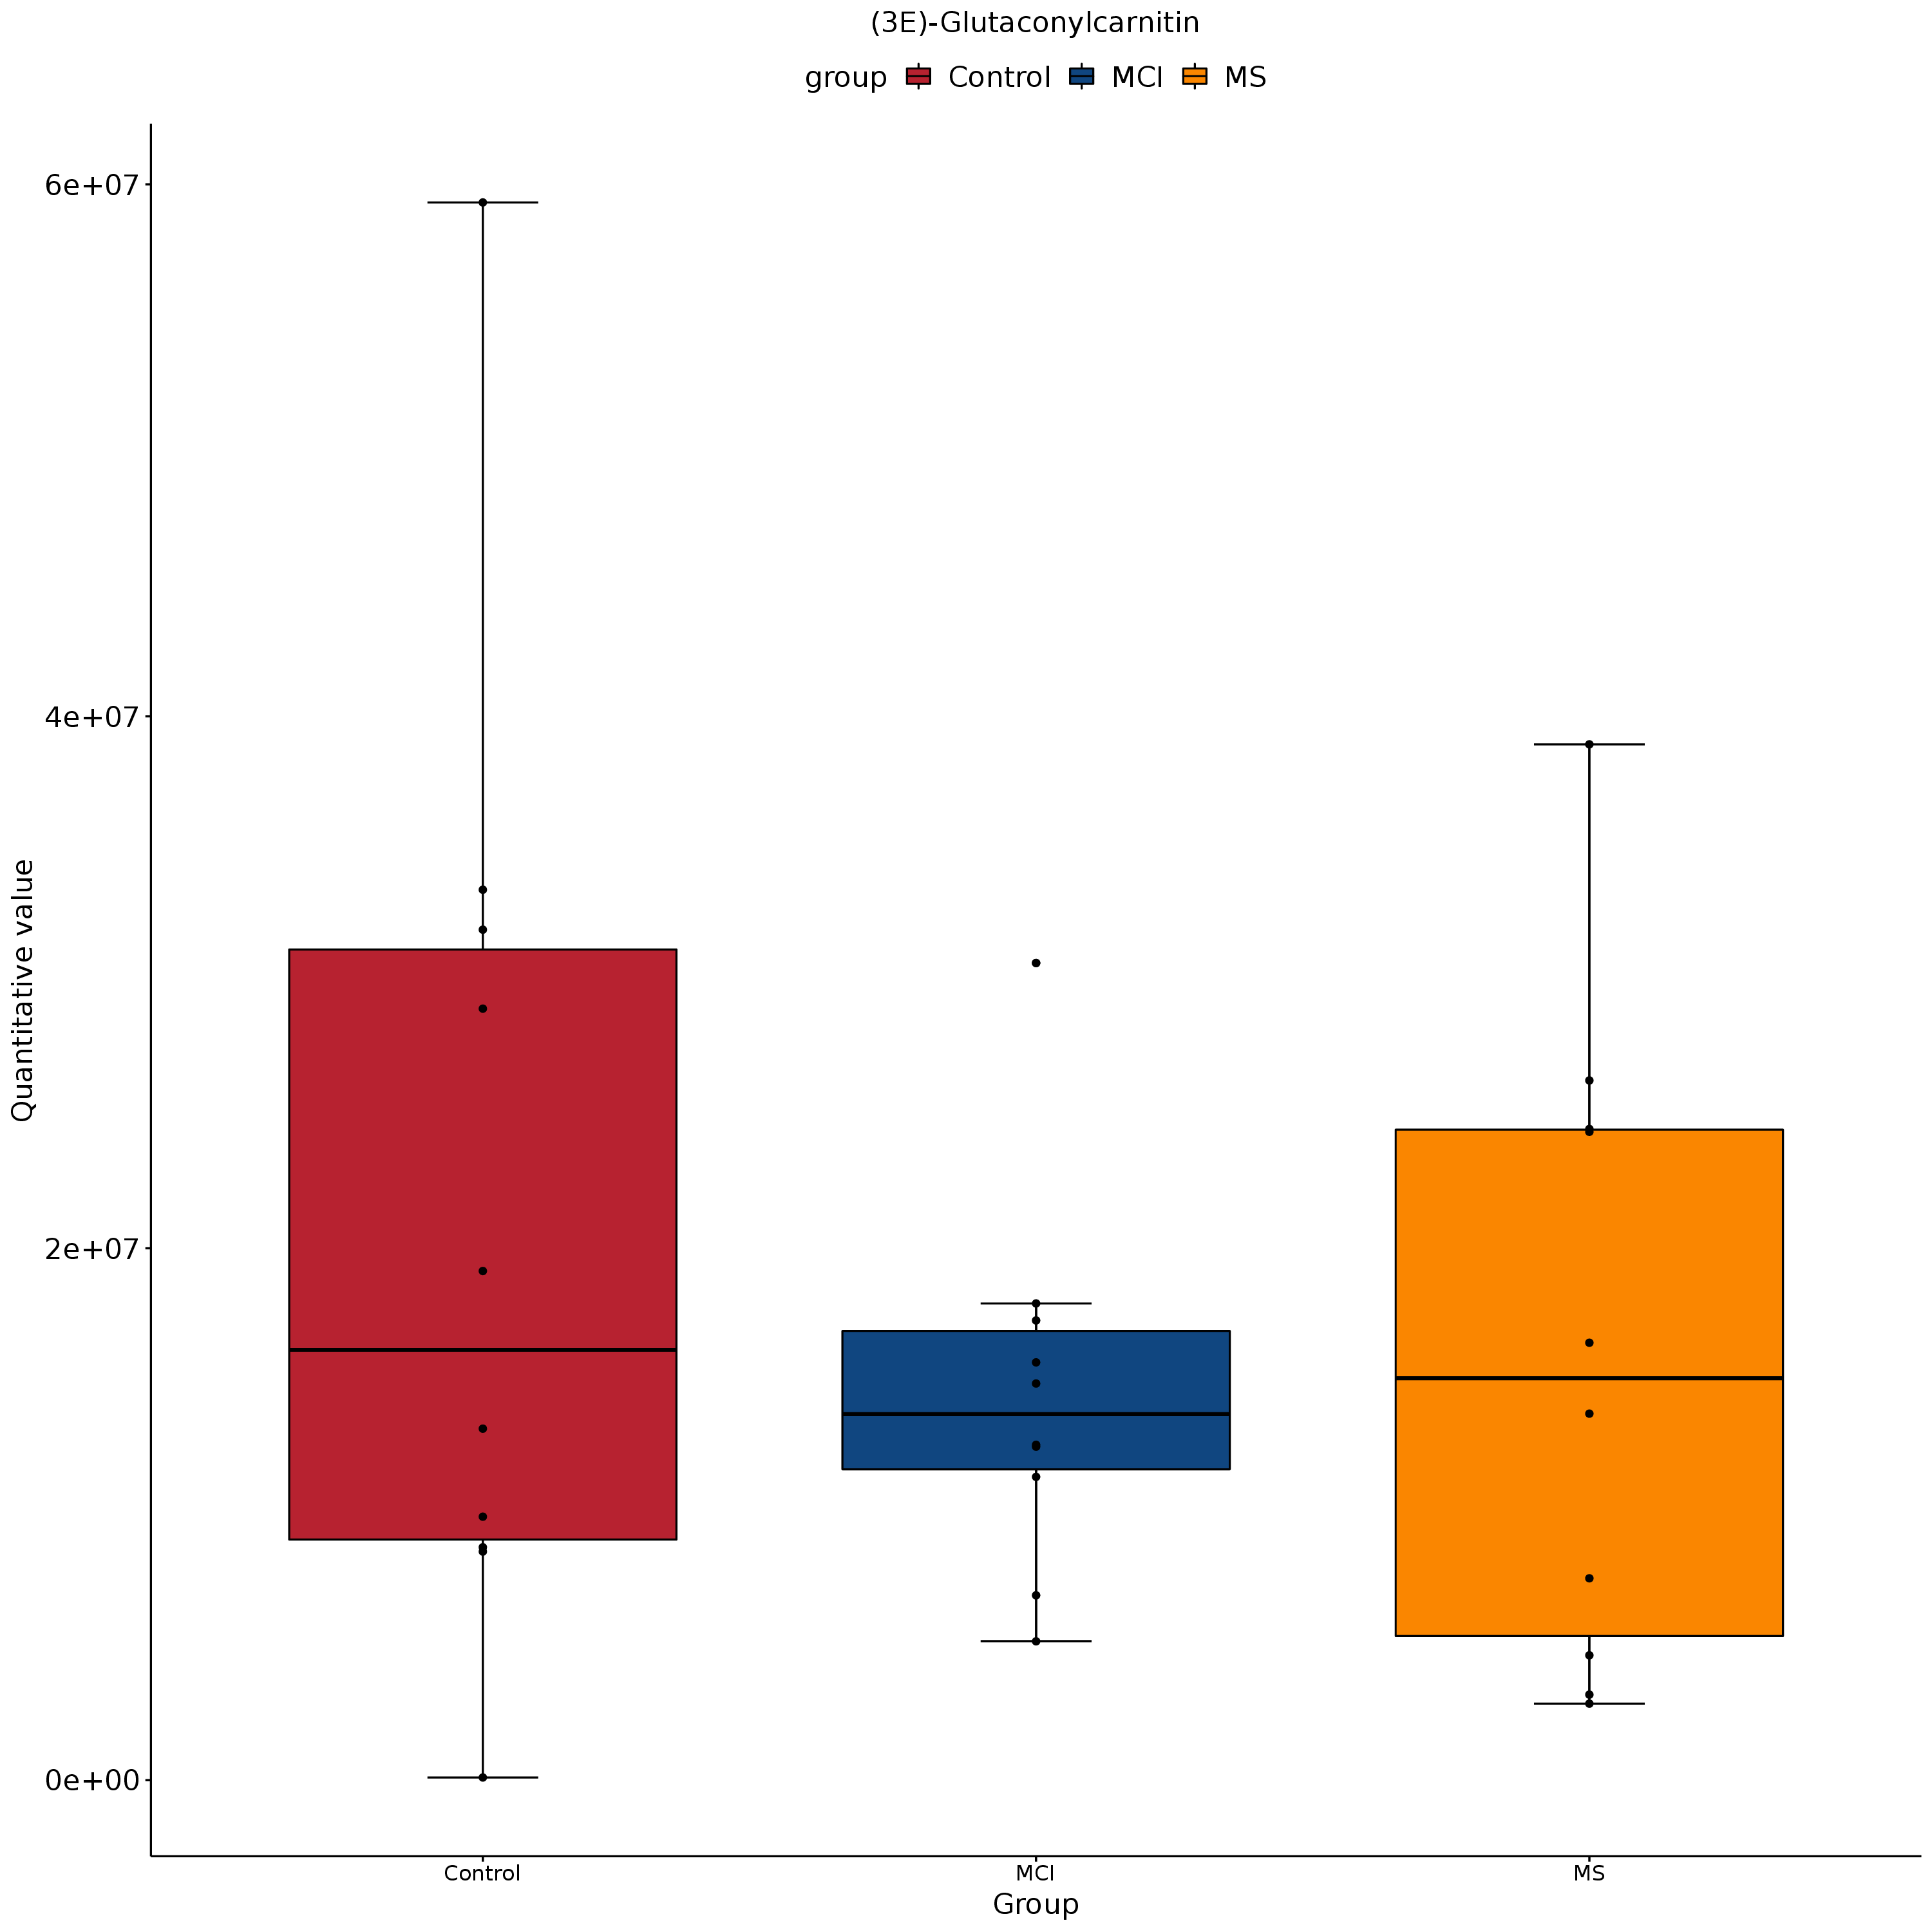 (3E)-Glutaconylcarnitin
group Control MCI MS
6e+07
4e+07
2e+07
0e+00
Quantitative value
Control MCI MS
Group